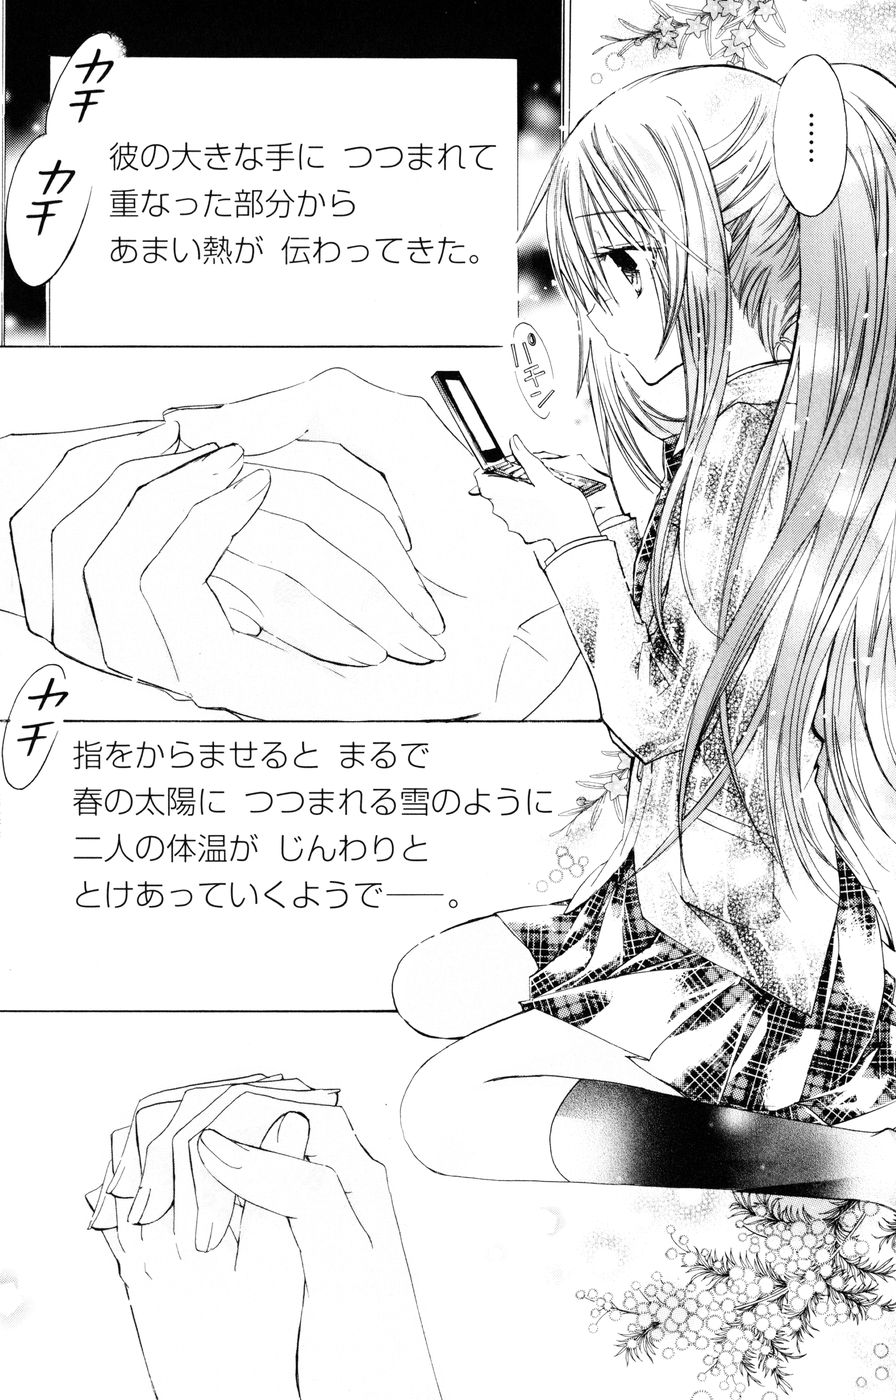 カチ
カチ
彼の大きな手に つつまれて
重なった部分から
あまい熱が 伝わってきた。
………
パチン
カチ
指をからませると まるで
春の太陽に つつまれる雪のように
二人の体温が じんわりと
とけあっていくようで――。